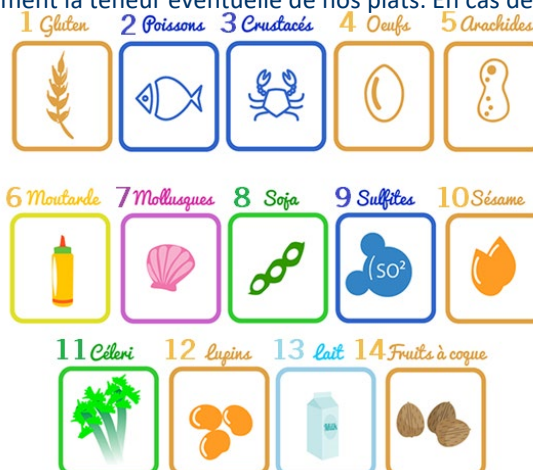 ment la teneur éventuelle de nos plats. En cas de
1 Gluten 2 Poissons 3 Crustacés 4 Oeufs 5 Arachides
6 Moutarde 7 Mollusques 8 Soja 9 Sulfites 10 Sésame
SO²
11 Céleri 12 Lupins 13 Lait 14 Fruits à coque
Milk